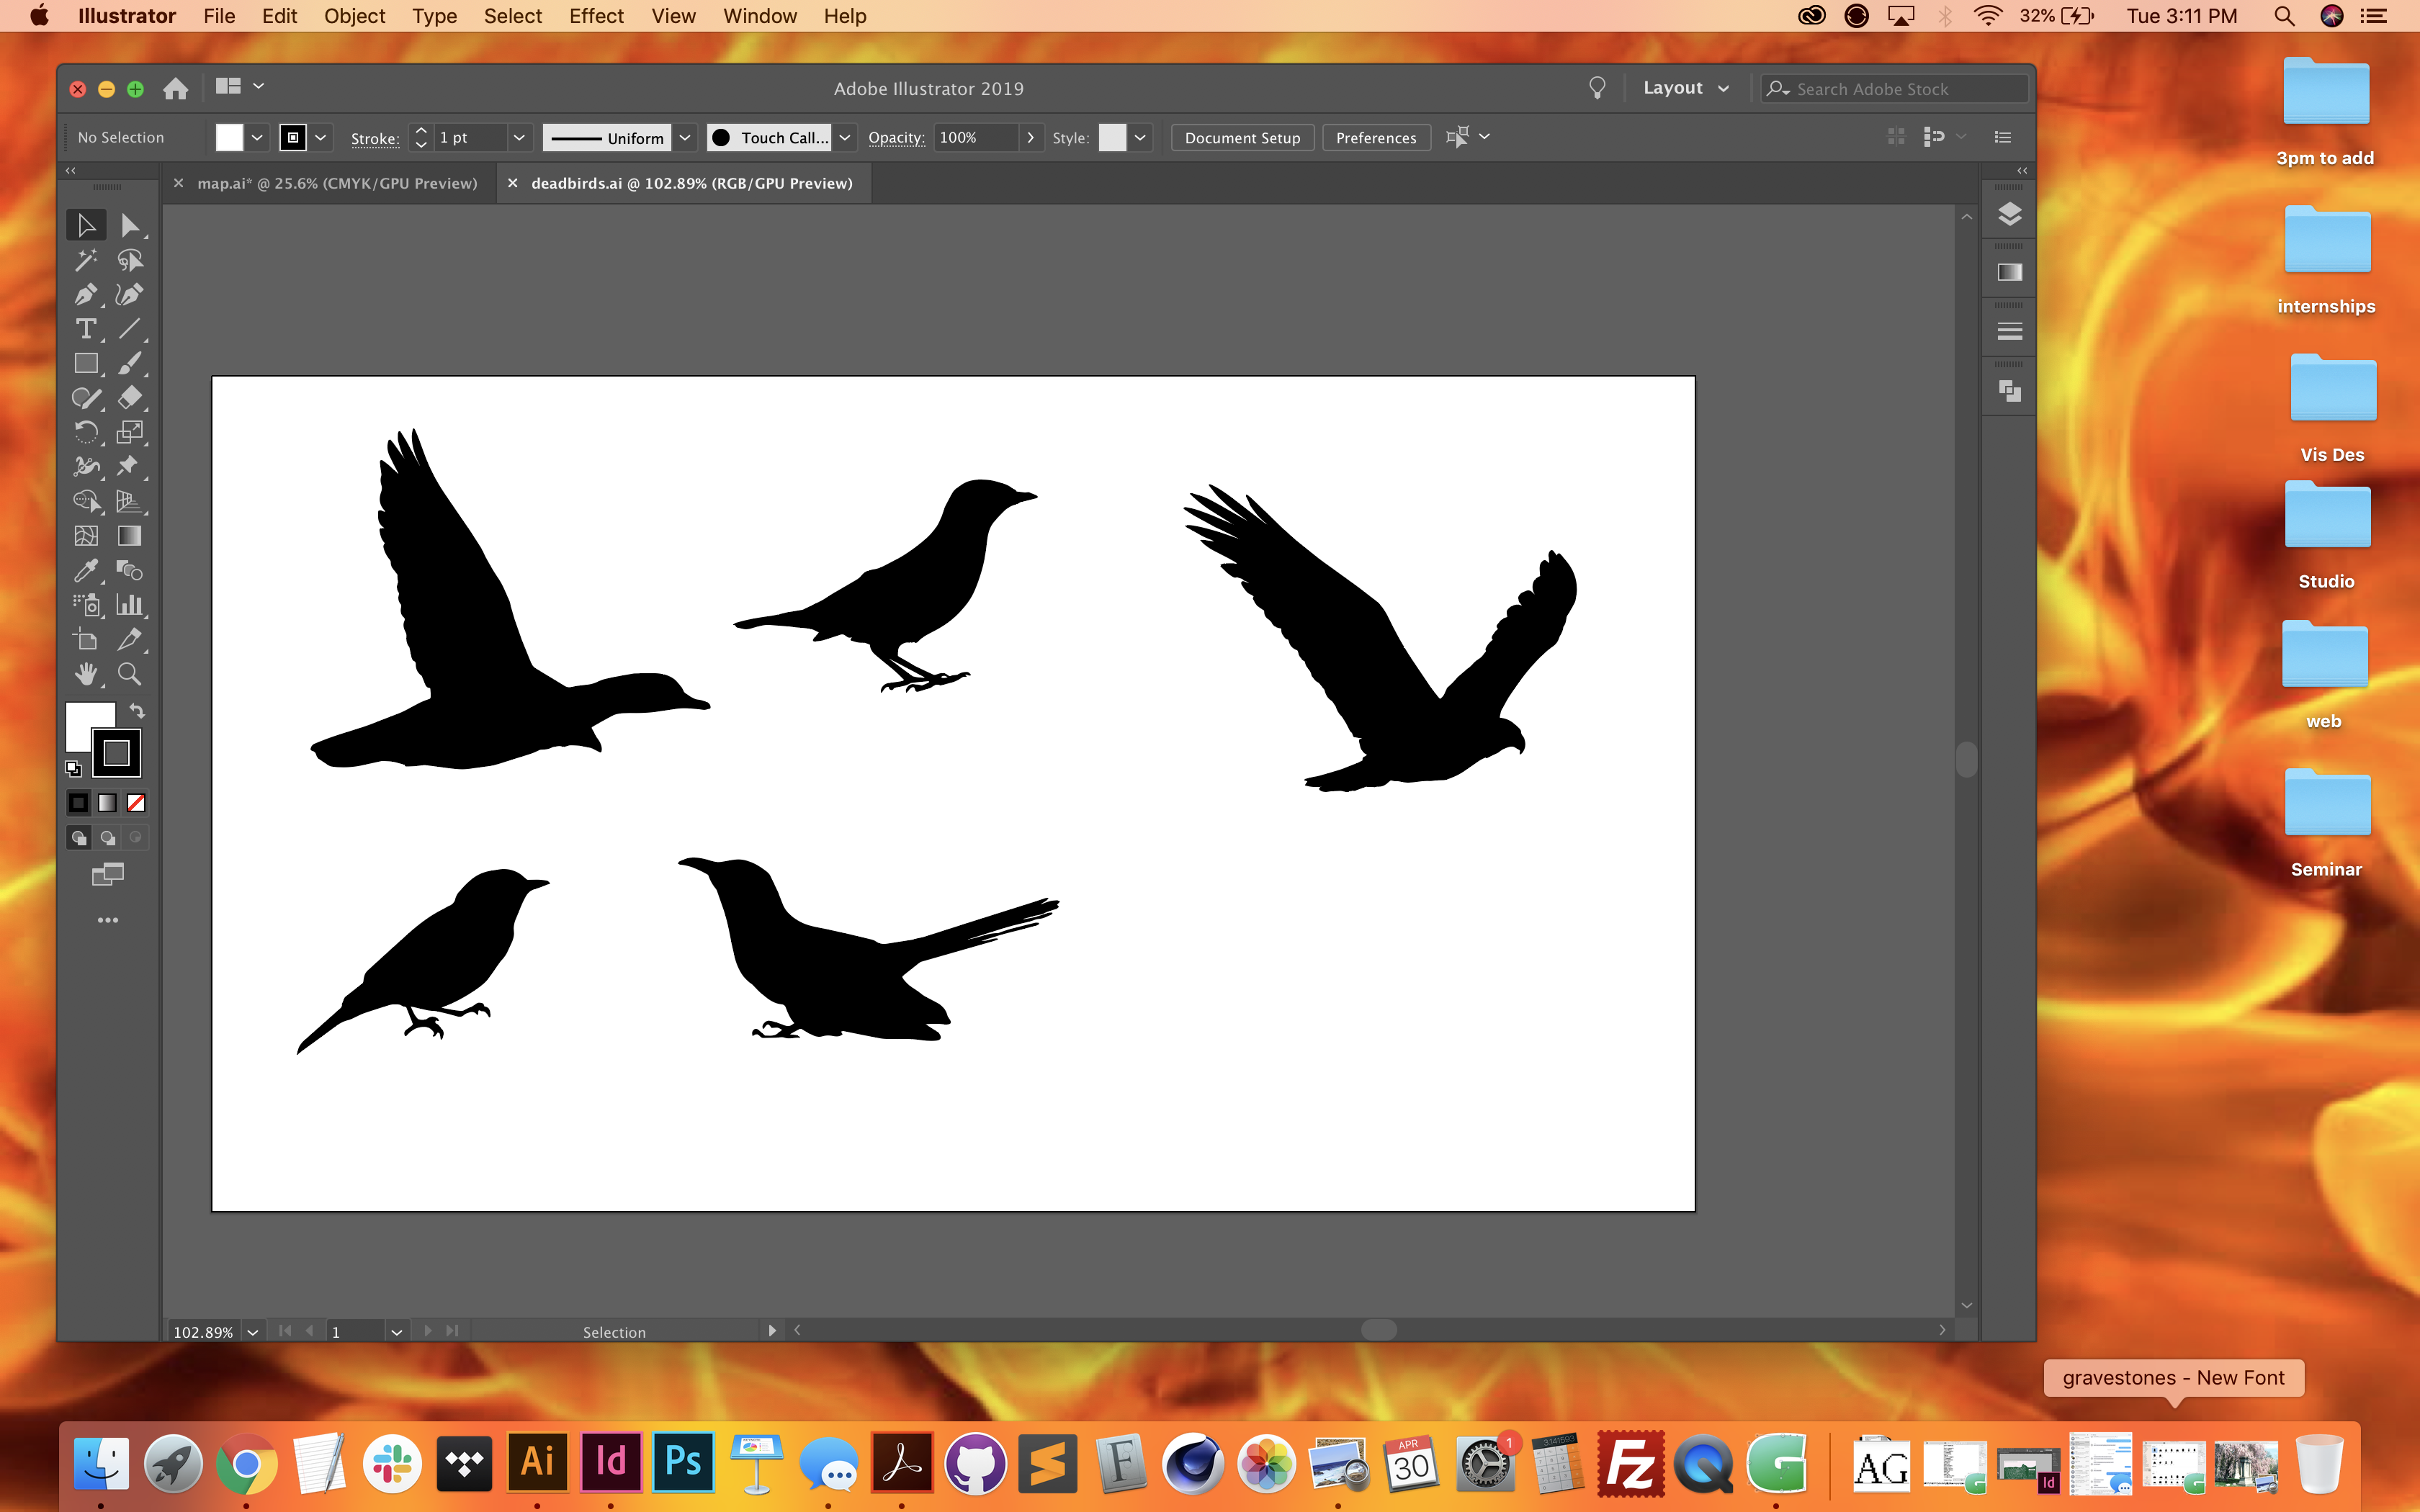 Illustrator File Edit Object Type Select Effect View Window Help 32% Tue 3:11 PM
Adobe Illustrator 2019 Layout Search Adobe Stock
No Selection Stroke: 1 pt Uniform Touch Call... Opacity: 100% Style: Document Setup Preferences
map.ai* @ 25.6% (CMYK/GPU Preview) deadbirds.ai @ 102.89% (RGB/GPU Preview)
3pm to add
internships
Vis Des
Studio
web
Seminar
102.89% 1 Selection
gravestones - New Font
Ai Id Ps F APR 30 1 3.141593 Fz G AG Id